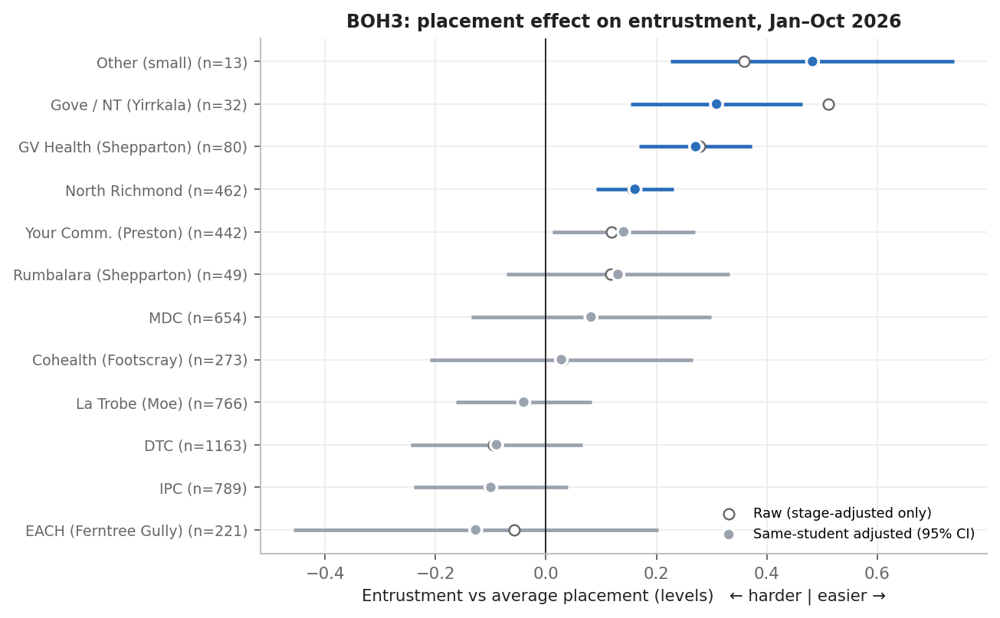 BOH3: placement effect on entrustment, Jan–Oct 2026
Other (small) (n=13)
Gove / NT (Yirrkala) (n=32)
GV Health (Shepparton) (n=80)
North Richmond (n=462)
Your Comm. (Preston) (n=442)
Rumbalara (Shepparton) (n=49)
MDC (n=654)
Cohealth (Footscray) (n=273)
La Trobe (Moe) (n=766)
DTC (n=1163)
IPC (n=789)
EACH (Ferntree Gully) (n=221)
Raw (stage-adjusted only)
Same-student adjusted (95% CI)
−0.4 −0.2 0.0 0.2 0.4 0.6
Entrustment vs average placement (levels) ← harder | easier →